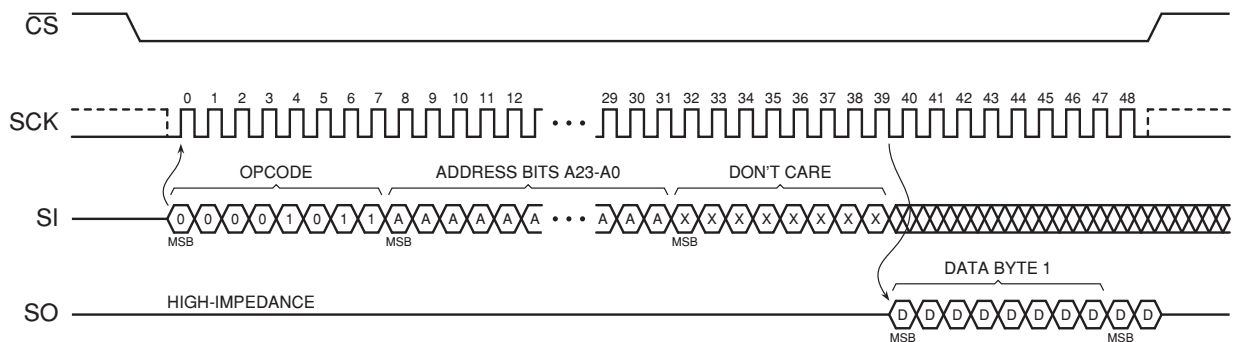 CS
0 1 2 3 4 5 6 7 8 9 10 11 12 29 30 31 32 33 34 35 36 37 38 39 40 41 42 43 44 45 46 47 48
SCK
OPCODE ADDRESS BITS A23-A0 DON'T CARE
SI 0 0 0 0 1 0 1 1 A A A A A A A A A X X X X X X X X
MSB MSB MSB
DATA BYTE 1
SO HIGH-IMPEDANCE D D D D D D D D D D
MSB MSB